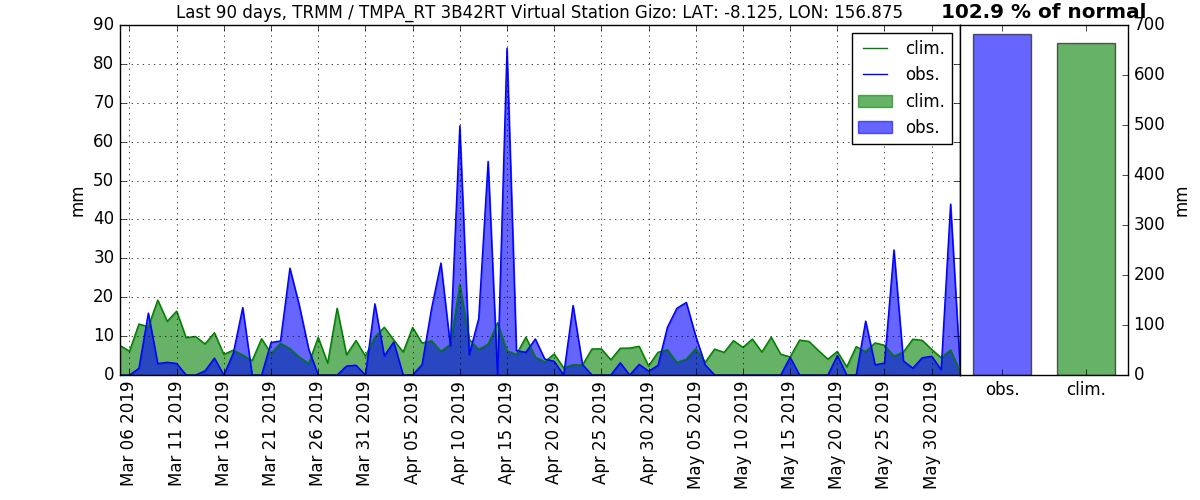 Last 90 days, TRMM / TMPA_RT 3B42RT Virtual Station Gizo: LAT: -8.125, LON: 156.875
102.9 % of normal
90
80
70
60
50
40
30
20
10
0
mm
clim.
obs.
clim.
obs.
700
600
500
400
300
200
100
0
mm
Mar 06 2019
Mar 11 2019
Mar 16 2019
Mar 21 2019
Mar 26 2019
Mar 31 2019
Apr 05 2019
Apr 10 2019
Apr 15 2019
Apr 20 2019
Apr 25 2019
Apr 30 2019
May 05 2019
May 10 2019
May 15 2019
May 20 2019
May 25 2019
May 30 2019
obs.
clim.